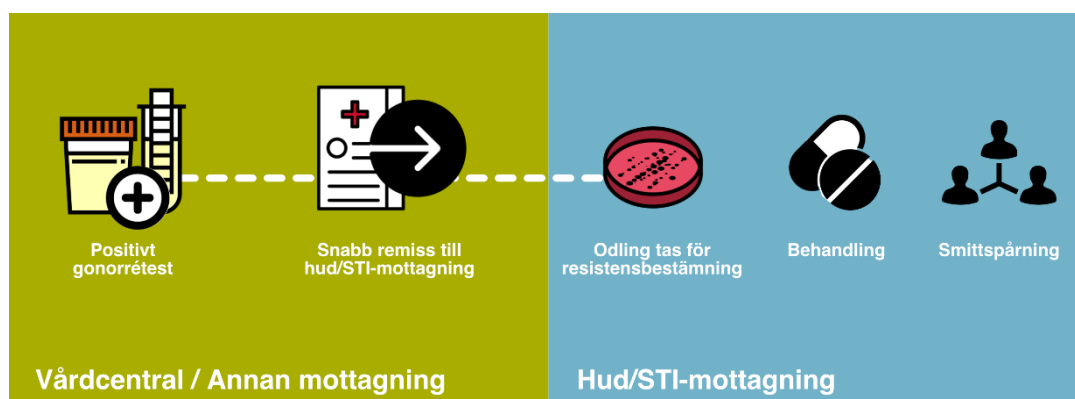 Positivt
gonorrétest
Snabb remiss till
hud/STI-mottagning
Odling tas för
resistensbestämning
Behandling
Smittspårning
Vårdcentral / Annan mottagning
Hud/STI-mottagning